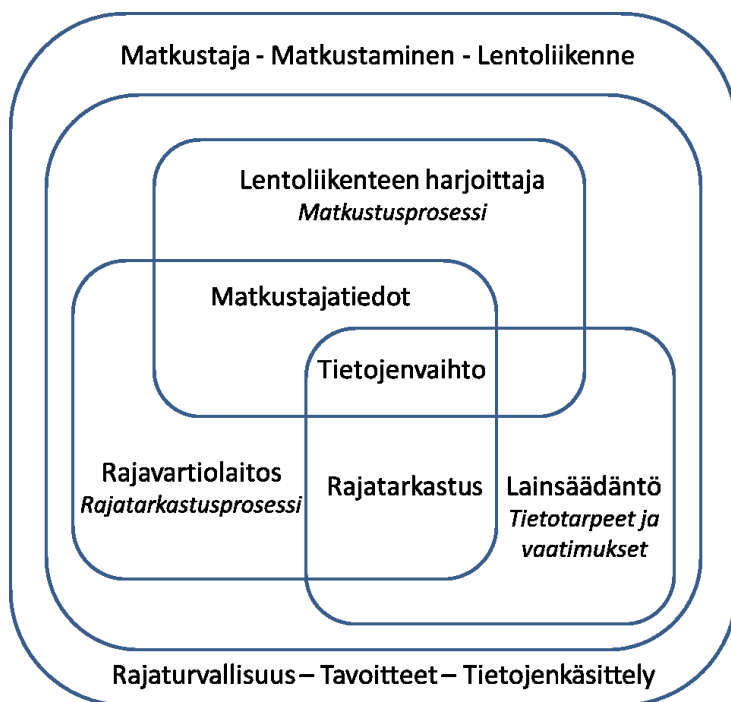 Matkustaja - Matkustaminen - Lentoliikenne
Lentoliikenteen harjoittaja
Matkustusprosessi
Matkustajatiedot
Tietojenvaihto
Rajavartiolaitos
Rajatarkastusprosessi
Rajatarkastus
Lainsäädäntö
Tietotarpeet ja
vaatimukset
Rajaturvallisuus – Tavoitteet – Tietojenkäsittely